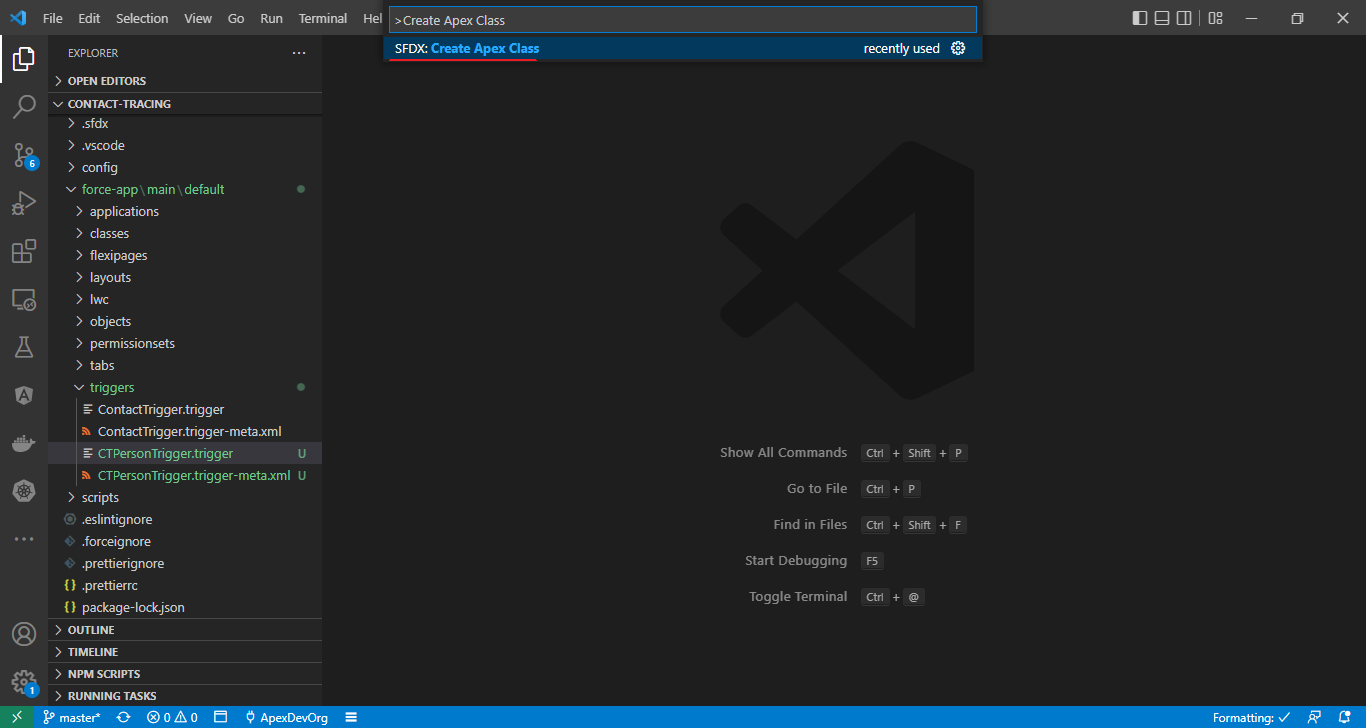 File Edit Selection View Go Run Terminal Hel
>Create Apex Class
SFDX: Create Apex Class recently used
EXPLORER
OPEN EDITORS
CONTACT-TRACING
.sfdx
.vscode
config
force-app\main\default
applications
classes
flexipages
layouts
lwc
objects
permissionsets
tabs
triggers
ContactTrigger.trigger
ContactTrigger.trigger-meta.xml
CTPersonTrigger.trigger U
CTPersonTrigger.trigger-meta.xml U
scripts
.eslintignore
.forceignore
.prettierignore
{} .prettierrc
{} package-lock.json
OUTLINE
TIMELINE
NPM SCRIPTS
RUNNING TASKS
6
1
Show All Commands Ctrl + Shift + P
Go to File Ctrl + P
Find in Files Ctrl + Shift + F
Start Debugging F5
Toggle Terminal Ctrl + @
master* 0 0 ApexDevOrg Formatting: ✓